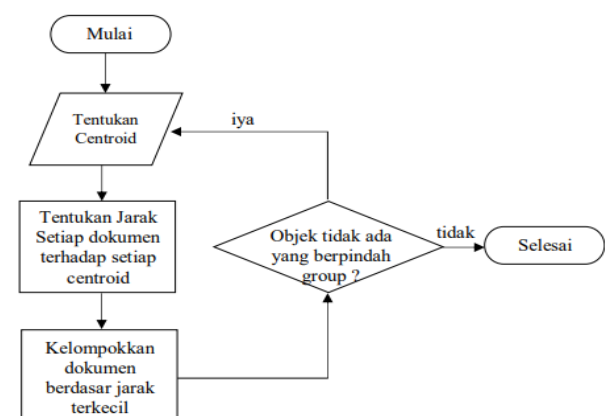 Mulai
Tentukan
Centroid
iya
Tentukan Jarak
Setiap dokumen
terhadap setiap
centroid
Objek tidak ada
yang berpindah
group ?
tidak
Selesai
Kelompokkan
dokumen
berdasar jarak
terkecil